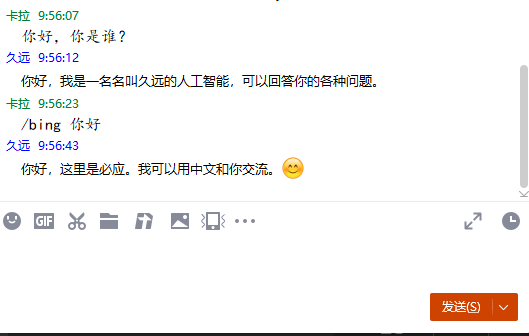 卡拉 9:56:07
你好，你是谁？
久远 9:56:12
你好，我是一名名叫久远的人工智能，可以回答你的各种问题。
卡拉 9:56:23
/bing 你好
久远 9:56:43
你好，这里是必应。我可以用中文和你交流。😊
GIF
发送(S)